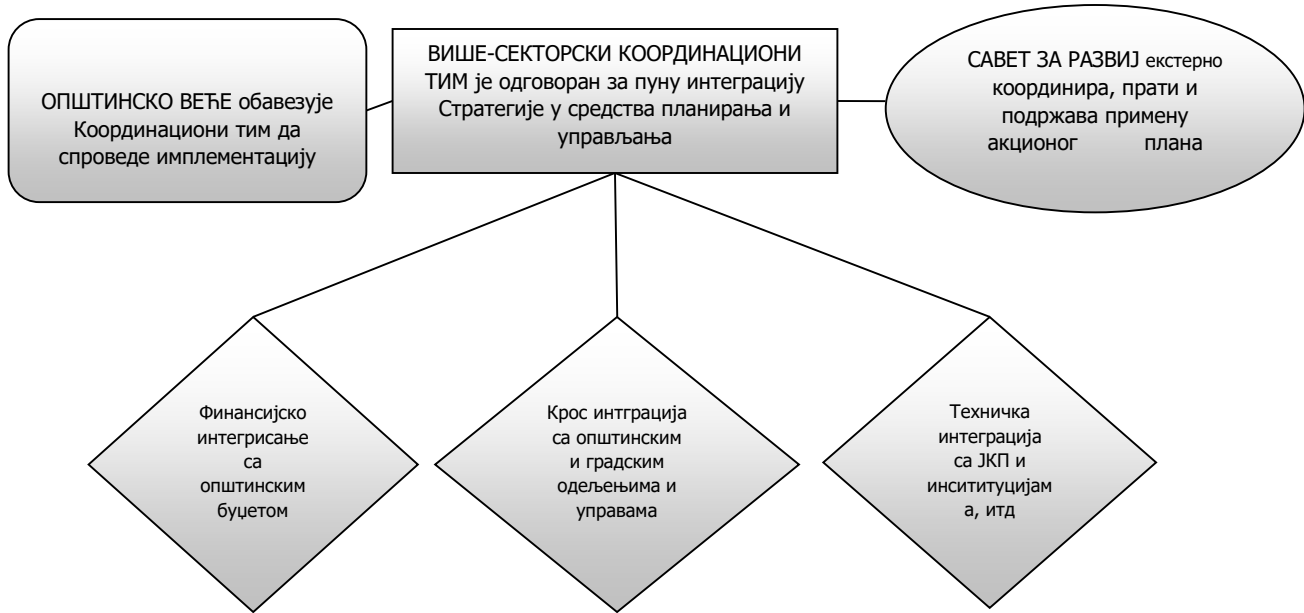 ОПШТИНСКО ВЕЋЕ обавезује
Координациони тим да
спроведе имплементацију
ВИШЕ-СЕКТОРСКИ КООРДИНАЦИОНИ
ТИМ је одговоран за пуну интеграцију
Стратегије у средства планирања и
управљања
САВЕТ ЗА РАЗВИЈ екстерно
координира, прати и
подржава примену
акционог плана
Финансијско
интегрисање
са
општинским
буџетом
Крос интграција
са општинским
и градским
одељењима и
управама
Техничка
интеграција
са ЈКП и
инсититуцијам
а, итд